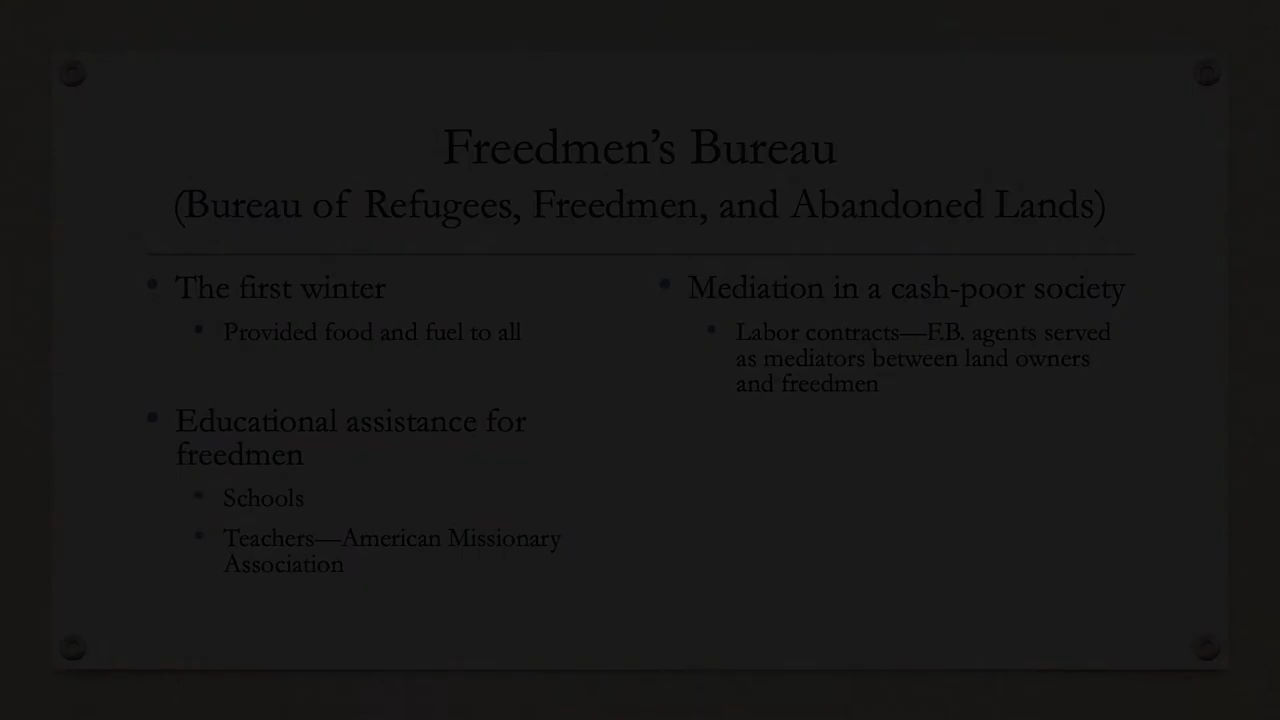 Freedmen’s Bureau
(Bureau of Refugees, Freedmen, and Abandoned Lands)
The first winter
Provided food and fuel to all
Educational assistance for
freedmen
Schools
Teachers—American Missionary
Association
Mediation in a cash-poor society
Labor contracts—F.B. agents served
as mediators between land owners
and freedmen